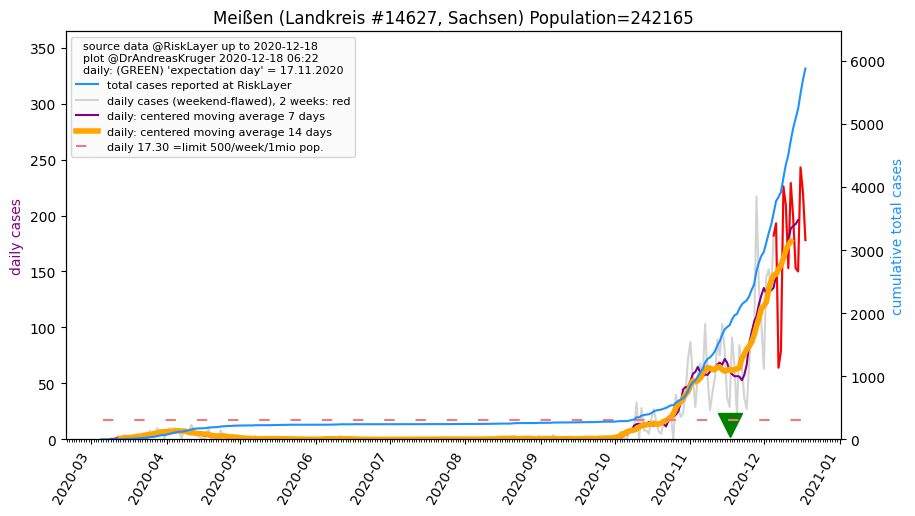 Meißen (Landkreis #14627, Sachsen) Population=242165
source data @RiskLayer up to 2020-12-18
plot @DrAndreasKruger 2020-12-18 06:22
daily: (GREEN) 'expectation day' = 17.11.2020
total cases reported at RiskLayer
daily cases (weekend-flawed), 2 weeks: red
daily: centered moving average 7 days
daily: centered moving average 14 days
daily 17.30 =limit 500/week/1mio pop.
daily cases
350
300
250
200
150
100
50
0
cumulative total cases
6000
5000
4000
3000
2000
1000
0
2020-03
2020-04
2020-05
2020-06
2020-07
2020-08
2020-09
2020-10
2020-11
2020-12
2021-01